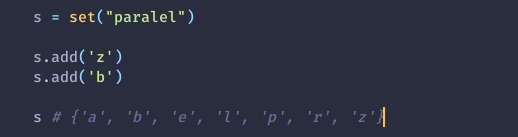 s = set("paralel")
s.add('z')
s.add('b')
s # {'a', 'b', 'e', 'l', 'p', 'r', 'z'}